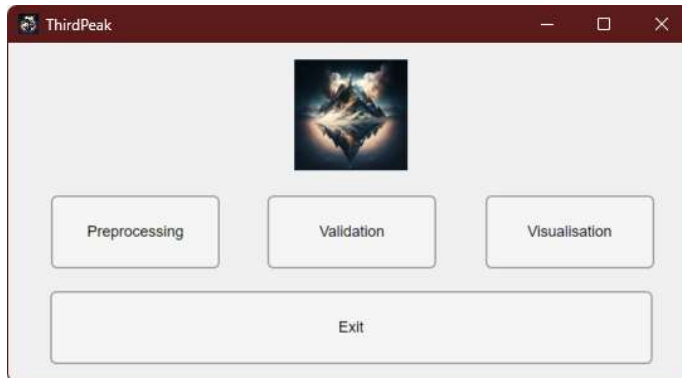 ThirdPeak
Preprocessing
Validation
Visualisation
Exit